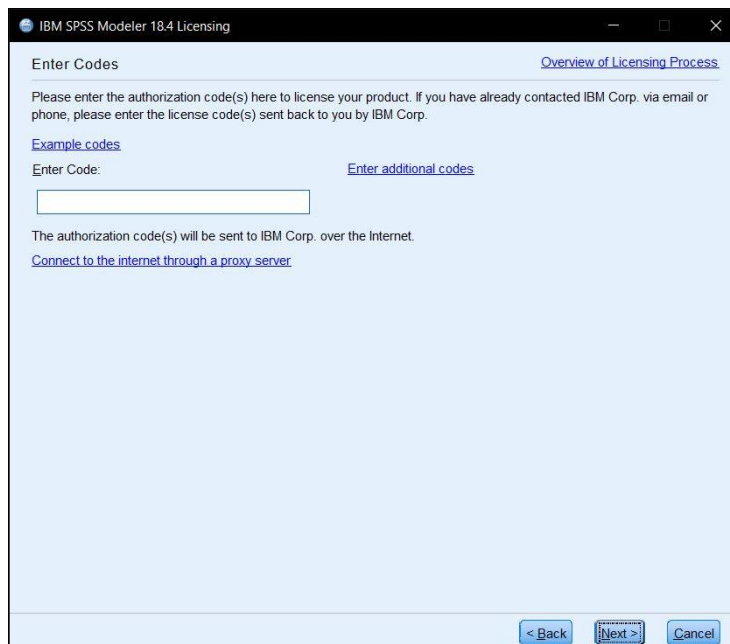 IBM SPSS Modeler 18.4 Licensing
Enter Codes
Overview of Licensing Process
Please enter the authorization code(s) here to license your product. If you have already contacted IBM Corp. via email or
phone, please enter the license code(s) sent back to you by IBM Corp.
Example codes
Enter Code:
Enter additional codes
The authorization code(s) will be sent to IBM Corp. over the Internet.
Connect to the internet through a proxy server
< Back
Next >
Cancel